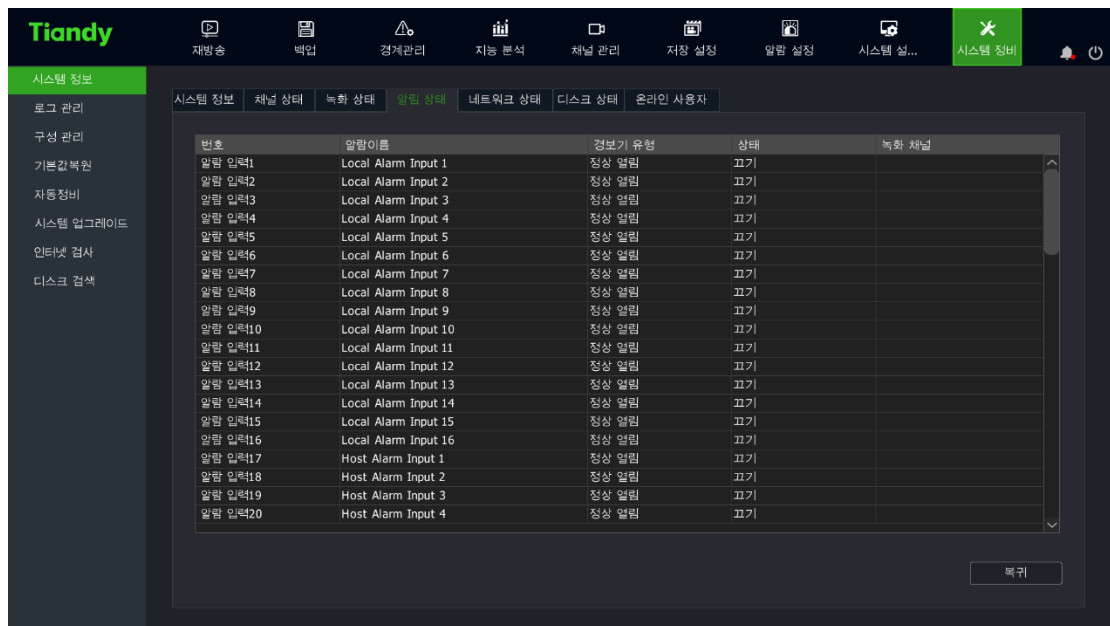 Tiandy
재방송 백업 경계관리 지능 분석 채널 관리 저장 설정 알람 설정 시스템 설... 시스템 정비
시스템 정보
로그 관리
구성 관리
기본값복원
자동정비
시스템 업그레이드
인터넷 검사
디스크 검색
시스템 정보 채널 상태 녹화 상태 알림 상태 네트워크 상태 디스크 상태 온라인 사용자
번호 알람이름 경보기 유형 상태 녹화 채널
알람 입력1 Local Alarm Input 1 정상 열림 끄기
알람 입력2 Local Alarm Input 2 정상 열림 끄기
알람 입력3 Local Alarm Input 3 정상 열림 끄기
알람 입력4 Local Alarm Input 4 정상 열림 끄기
알람 입력5 Local Alarm Input 5 정상 열림 끄기
알람 입력6 Local Alarm Input 6 정상 열림 끄기
알람 입력7 Local Alarm Input 7 정상 열림 끄기
알람 입력8 Local Alarm Input 8 정상 열림 끄기
알람 입력9 Local Alarm Input 9 정상 열림 끄기
알람 입력10 Local Alarm Input 10 정상 열림 끄기
알람 입력11 Local Alarm Input 11 정상 열림 끄기
알람 입력12 Local Alarm Input 12 정상 열림 끄기
알람 입력13 Local Alarm Input 13 정상 열림 끄기
알람 입력14 Local Alarm Input 14 정상 열림 끄기
알람 입력15 Local Alarm Input 15 정상 열림 끄기
알람 입력16 Local Alarm Input 16 정상 열림 끄기
알람 입력17 Host Alarm Input 1 정상 열림 끄기
알람 입력18 Host Alarm Input 2 정상 열림 끄기
알람 입력19 Host Alarm Input 3 정상 열림 끄기
알람 입력20 Host Alarm Input 4 정상 열림 끄기
복귀